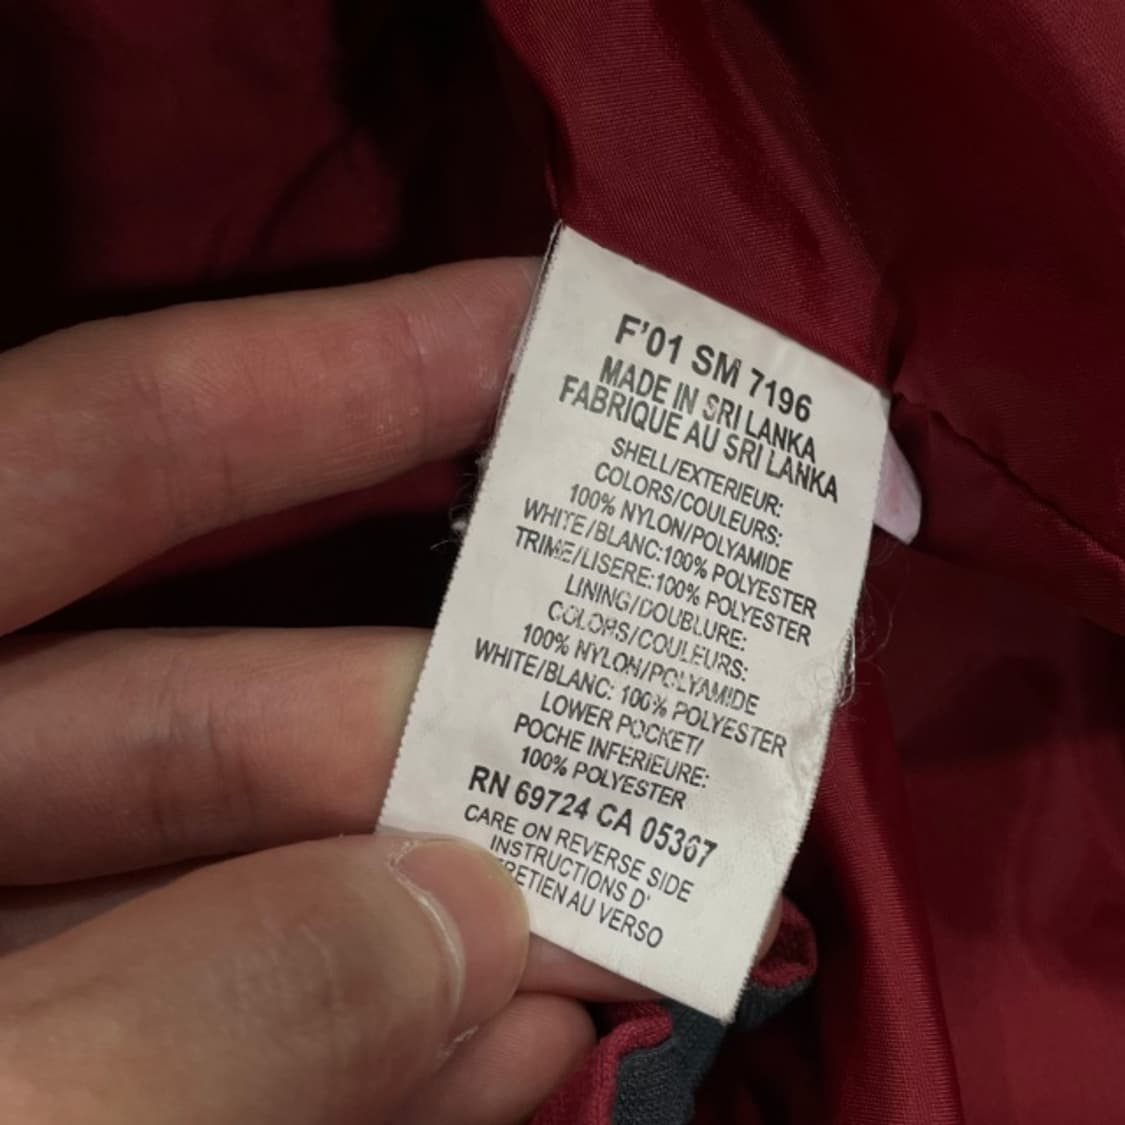 F'01 SM 7196
MADE IN SRI LANKA
FABRIQUE AU SRI LANKA
SHELL/EXTERIEUR:
COLORS/COULEURS:
100% NYLON/POLYAMIDE
WHITE/BLANC:100% POLYESTER
TRIME/LISERE:100% POLYESTER
LINING/DOUBLURE:
COLORS/COULEURS:
100% NYLON/POLYAMIDE
WHITE/BLANC: 100% POLYESTER
LOWER POCKET/
POCHE INFERIEURE:
100% POLYESTER
RN 69724 CA 05367
CARE ON REVERSE SIDE
INSTRUCTIONS D'
RETIEN AU VERSO